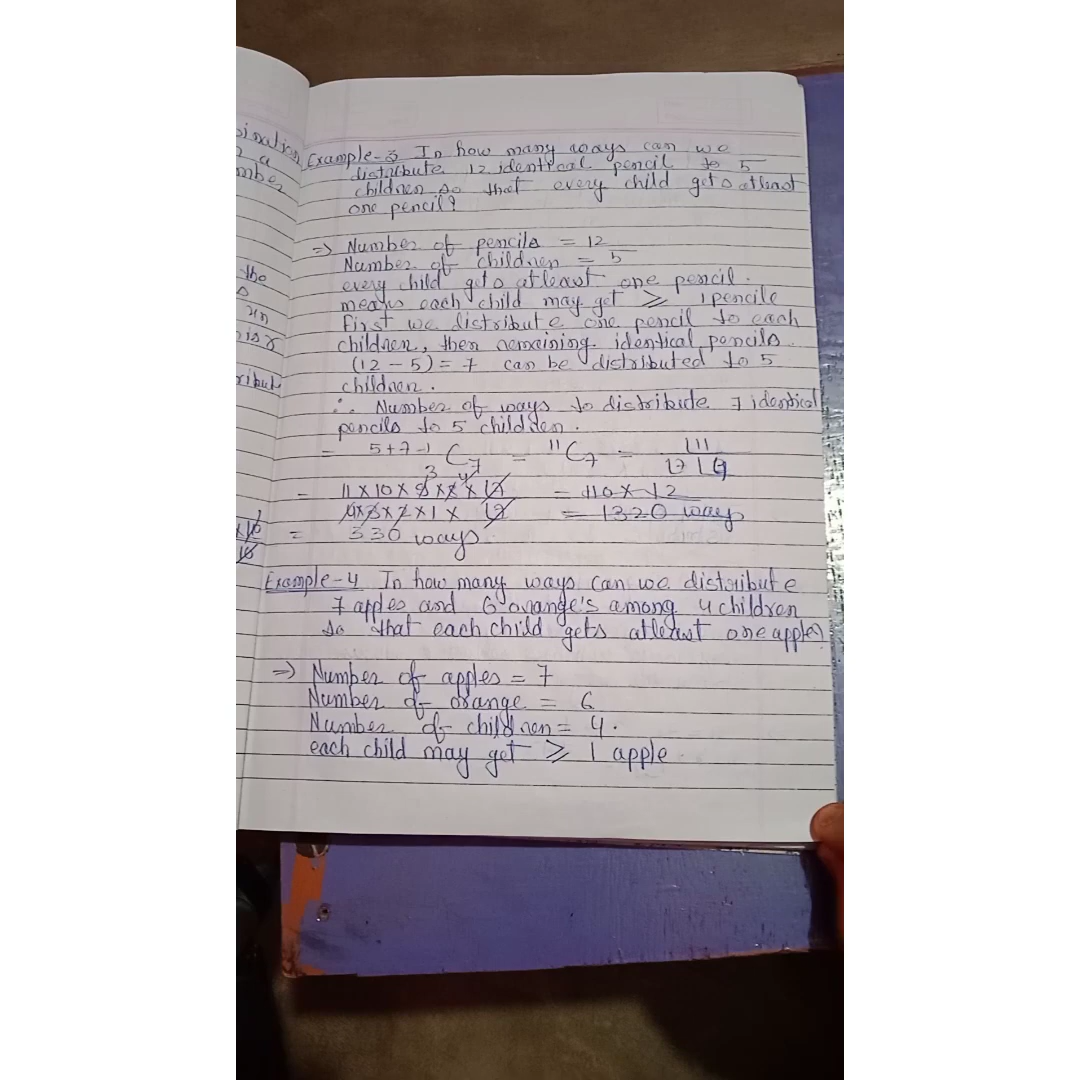 Example-3 In how many ways can we
distribute 12 identical pencil to 5
children so that every child gets atleast
one pencil?
⇒ Number of pencils = 12
Number of children = 5
every child gets atleast one pencil.
means each child may get ≥ 1 pencile
First we distribute one pencil to each
children, then remaining identical pencils
(12 - 5) = 7 can be distributed to 5
children.
∴ Number of ways to distribute 7 identical
pencils to 5 children.
= 5+7-1 C 7 = 11 C 7 = 11
= 11 × 10 × 9 × 8 × = 110 × 12
4×3×2×1× = 1320 ways
= 330 ways.
Example-4 In how many ways can we distribute
7 apples and 6 orange's among 4 children
so that each child gets atleast one apple?
⇒ Number of apples = 7
Number of orange = 6
Number of children = 4.
each child may get ≥ 1 apple.
ination
a
mber
the
un
ribute